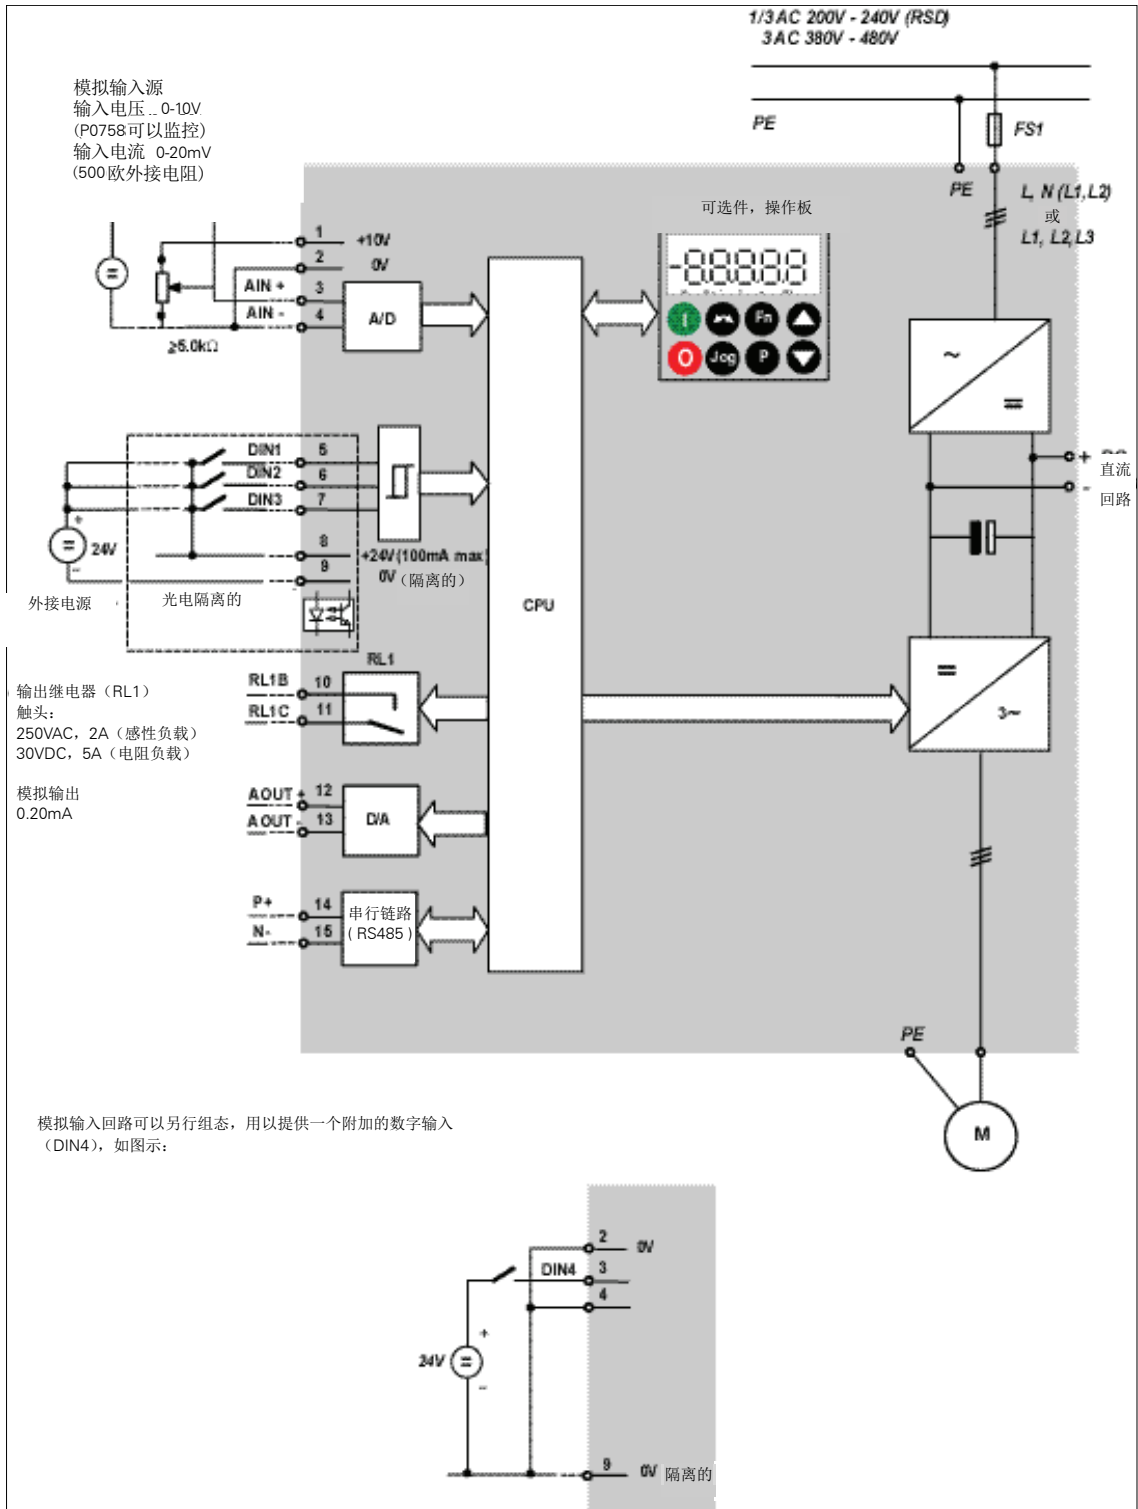 1/3 AC 200V - 240V (RSD)
3 AC 380V - 480V
模拟输入源
输入电压 0-10V
(P0758可以监控)
输入电流 0-20mV
(500欧外接电阻)
PE
FS1
PE
L, N (L1,L2)
或
L1, L2, L3
可选件，操作板
-88888
Fn
Jog
P
0
1
+10V
2
0V
AIN +
3
AIN -
4
A/D
≥5.0kΩ
~
=
+
-
直流
回路
DIN1
5
DIN2
6
DIN3
7
8
+24V(100mA max)
9
0V（隔离的）
+
=
24V
-
外接电源
光电隔离的
CPU
RL1
RL1B
10
RL1C
11
=
3~
输出继电器（RL1）
触头：
250VAC，2A（感性负载）
30VDC，5A（电阻负载）
模拟输出
0.20mA
AOUT +
12
AOUT -
13
D/A
P+
14
N-
15
串行链路
( RS485 )
PE
M
模拟输入回路可以另行组态，用以提供一个附加的数字输入
（DIN4），如图示：
2
0V
DIN4
3
4
+
24V
=
-
9
0V 隔离的